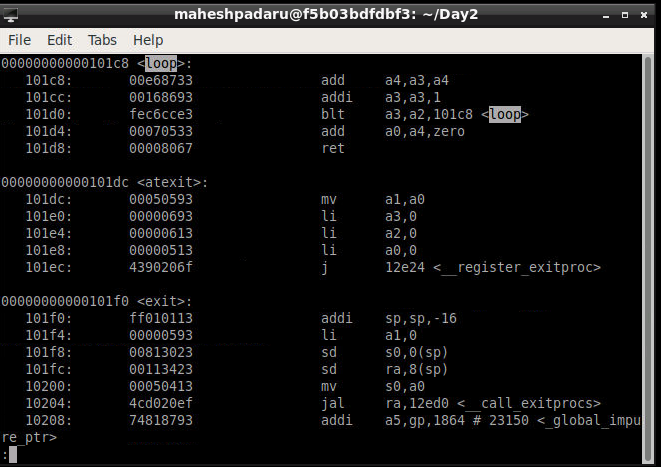 maheshpadaru@f5b03bdfdbf3: ~/Day2
File Edit Tabs Help
00000000000101c8 <loop>:
101c8: 00e68733 add a4,a3,a4
101cc: 00168693 addi a3,a3,1
101d0: fec6cce3 blt a3,a2,101c8 <loop>
101d4: 00070533 add a0,a4,zero
101d8: 00008067 ret
00000000000101dc <atexit>:
101dc: 00050593 mv a1,a0
101e0: 00000693 li a3,0
101e4: 00000613 li a2,0
101e8: 00000513 li a0,0
101ec: 4390206f j 12e24 <__register_exitproc>
00000000000101f0 <exit>:
101f0: ff010113 addi sp,sp,-16
101f4: 00000593 li a1,0
101f8: 00813023 sd s0,0(sp)
101fc: 00113423 sd ra,8(sp)
10200: 00050413 mv s0,a0
10204: 4cd020ef jal ra,12ed0 <__call_exitprocs>
10208: 74818793 addi a5,gp,1864 # 23150 <_global_impu
re_ptr>
: